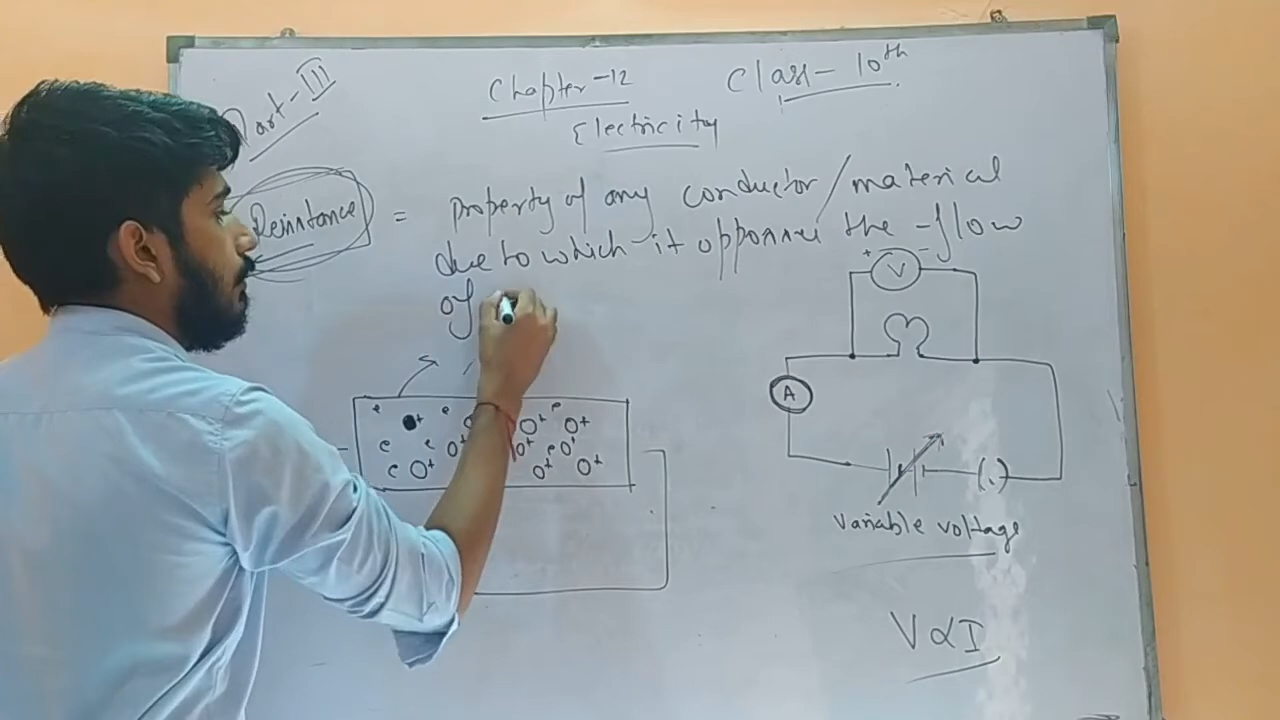 Part-III
Chapter-12
Class-10th
Electricity
Resistance = property of any conductor/material
due to which it opposses the flow
of
+ V -
A
e + e + e +
e e + + e +
e + + +
( . )
Variable voltage
V ∝ I